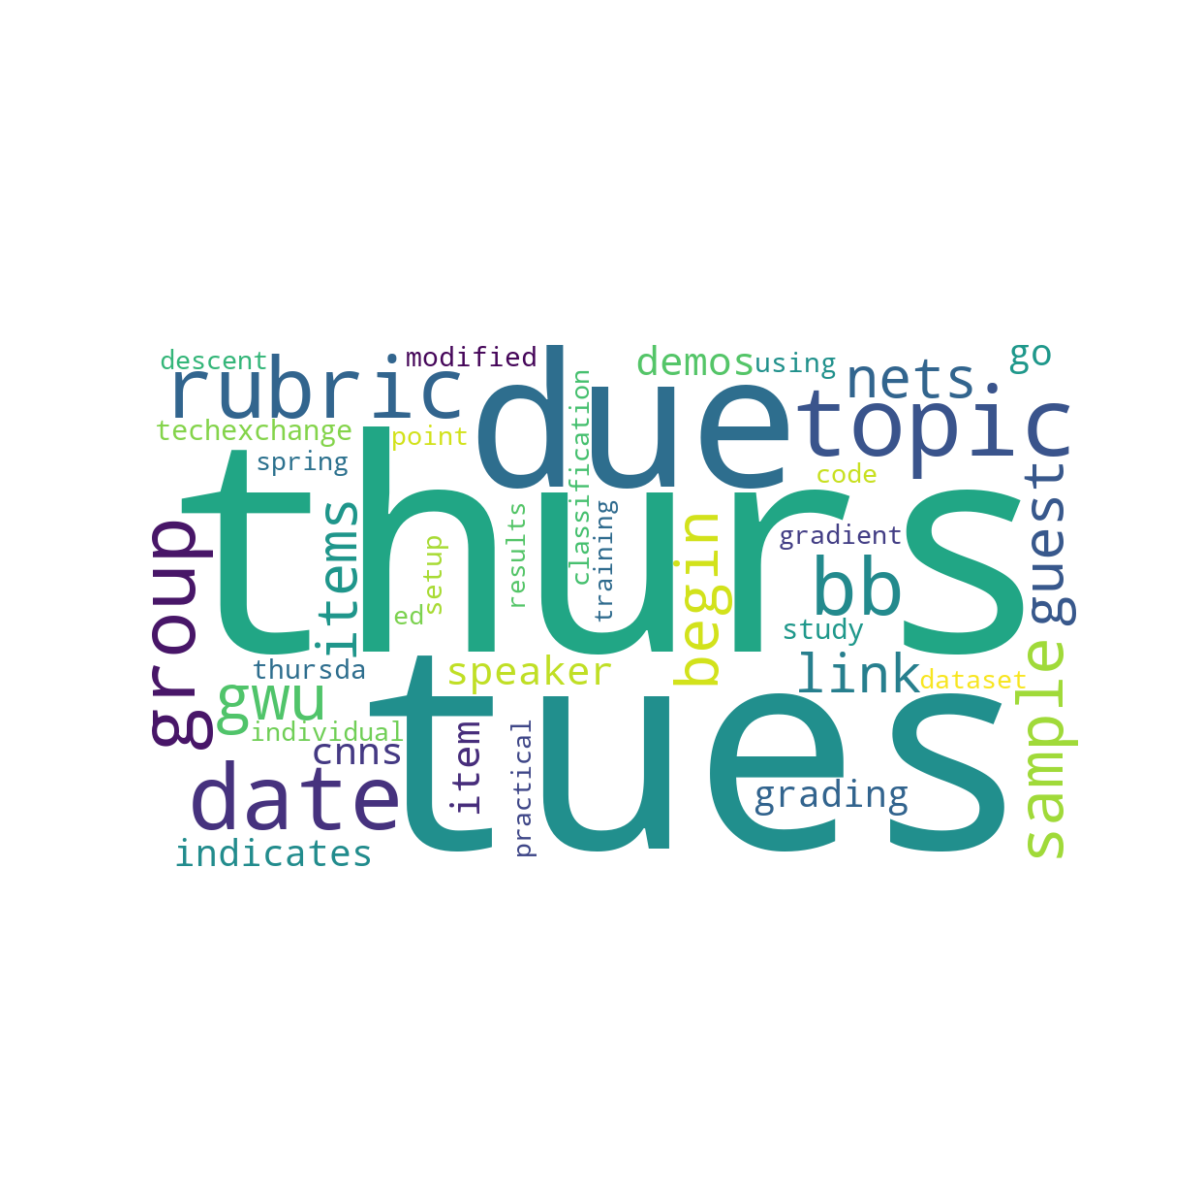 descent
modified
demos
using
go
rubric
due
nets
topic
techexchange
point
spring
classification
code
guest
thurs
group
items
setup
results
training
begin
gradient
bb
ed
study
thursda
speaker
link
dataset
sample
gwu
individual
cnns
tues
item
practical
date
grading
indicates